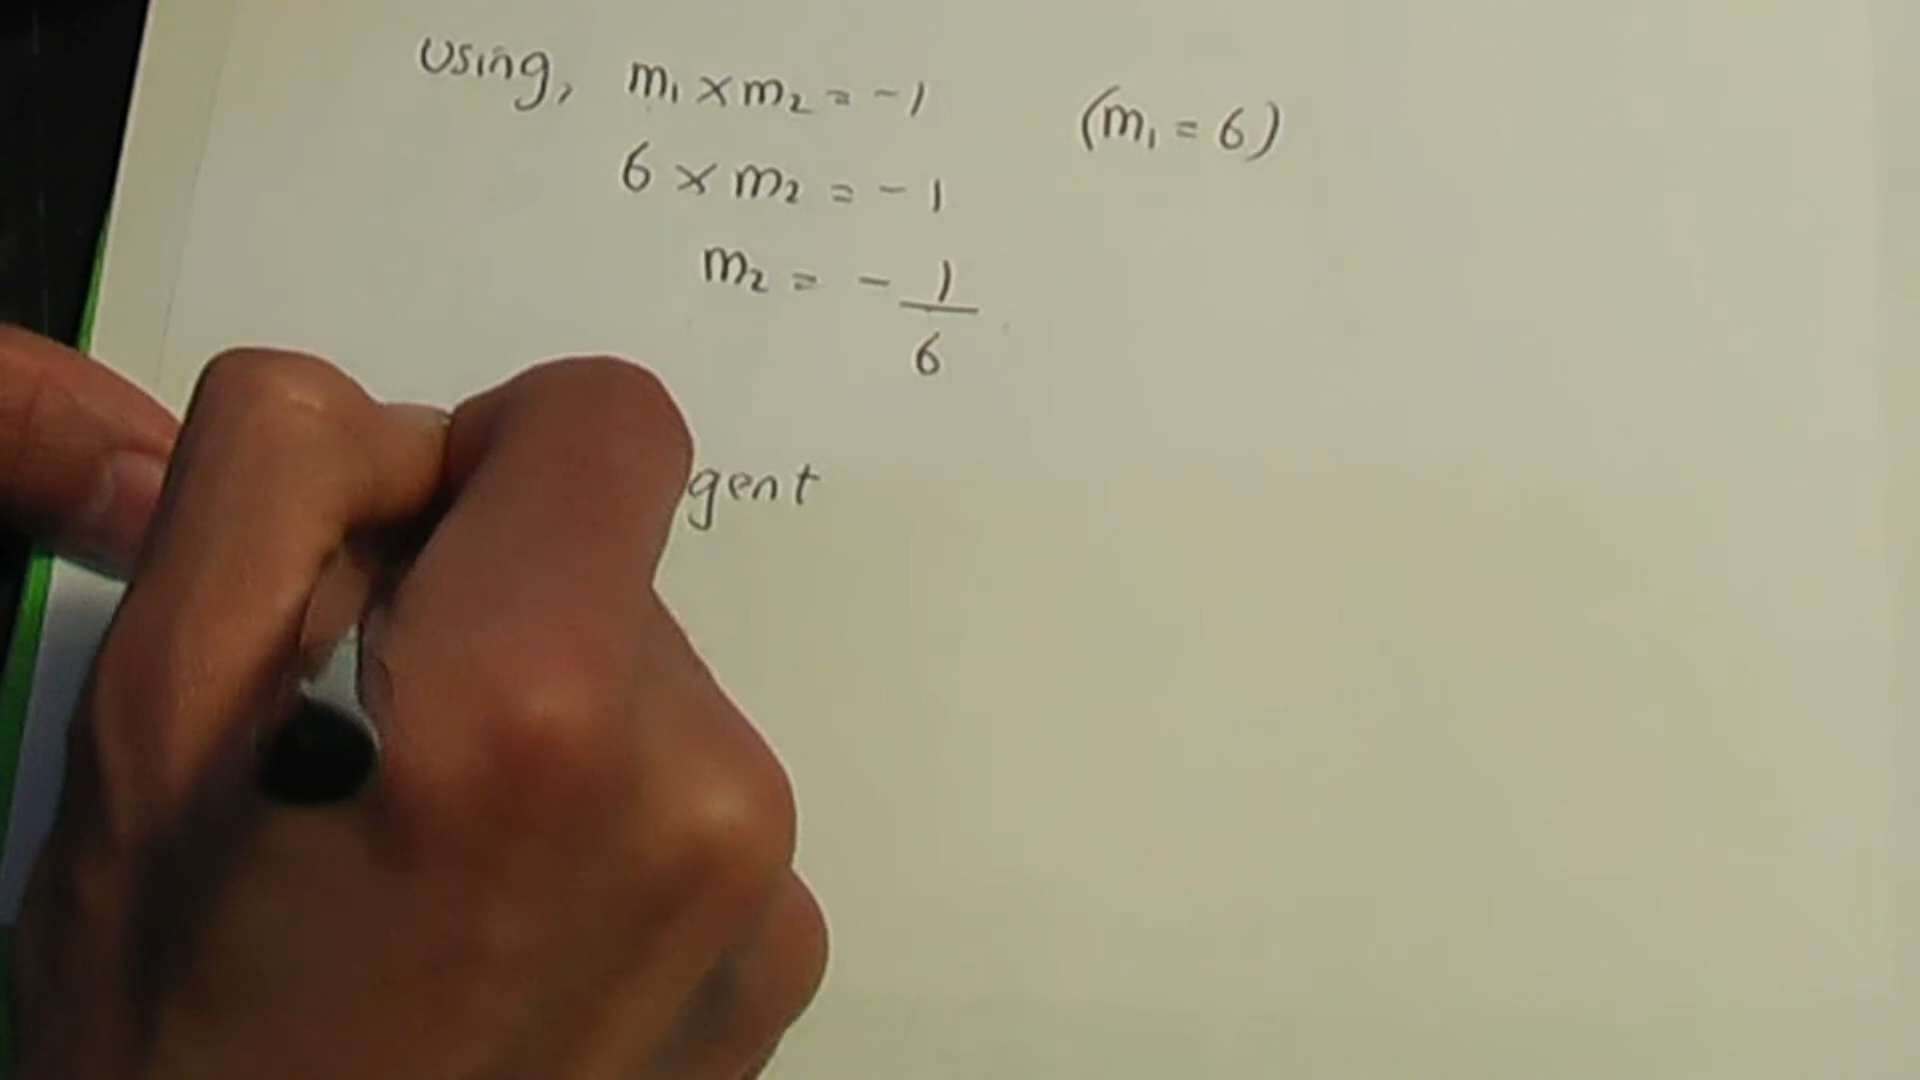 Using, m₁ × m₂ = -1 (m₁ = 6)
6 × m₂ = -1
m₂ = - 1/6
gent